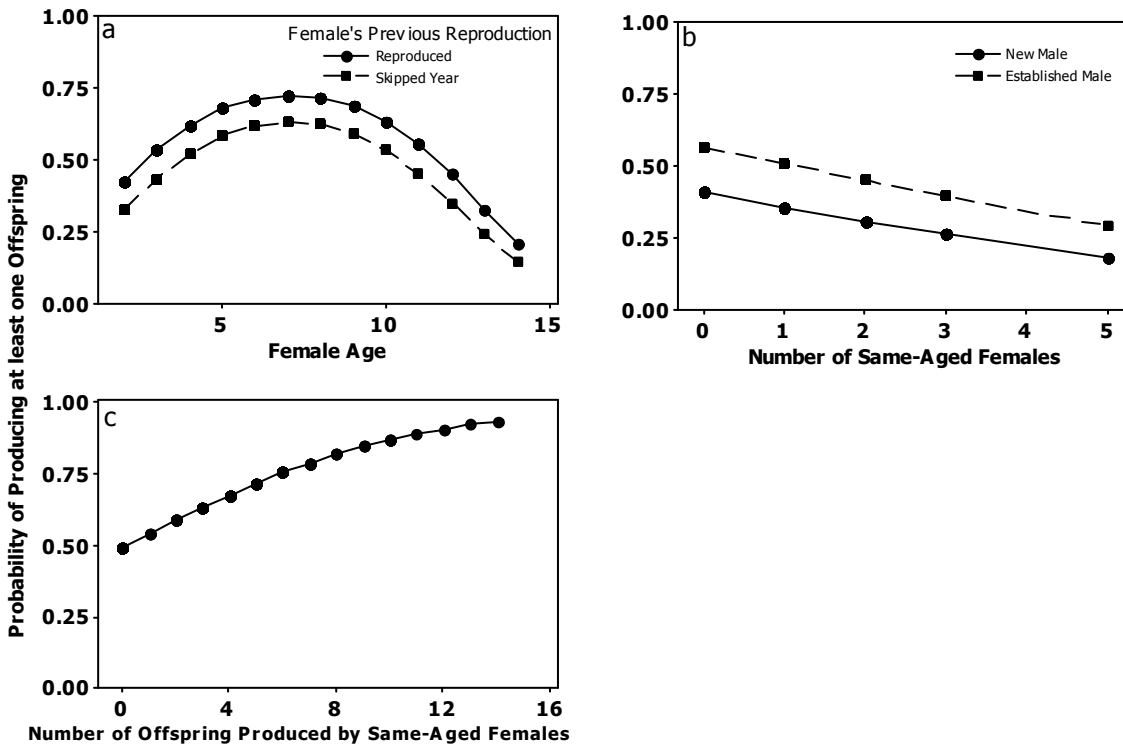 Probability of Producing at least one Offspring
a
Female's Previous Reproduction
Reproduced
Skipped Year
1.00
0.75
0.50
0.25
0.00
5 10 15
Female Age
b
New Male
Established Male
1.00
0.75
0.50
0.25
0.00
0 1 2 3 4 5
Number of Same-Aged Females
c
1.00
0.75
0.50
0.25
0.00
0 4 8 12 16
Number of Offspring Produced by Same-Aged Females